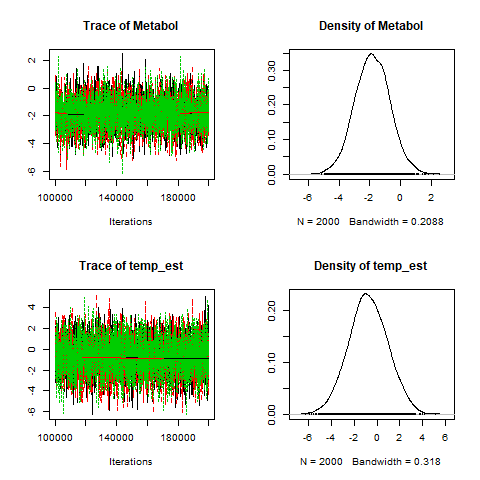 Trace of Metabol
2
0
-2
-4
-6
100000 140000 180000
Iterations
Density of Metabol
0.30
0.20
0.10
0.00
-6 -4 -2 0 2
N = 2000 Bandwidth = 0.2088
Trace of temp_est
4
2
0
-2
-4
-6
100000 140000 180000
Iterations
Density of temp_est
0.20
0.10
0.00
-6 -4 -2 0 2 4 6
N = 2000 Bandwidth = 0.318